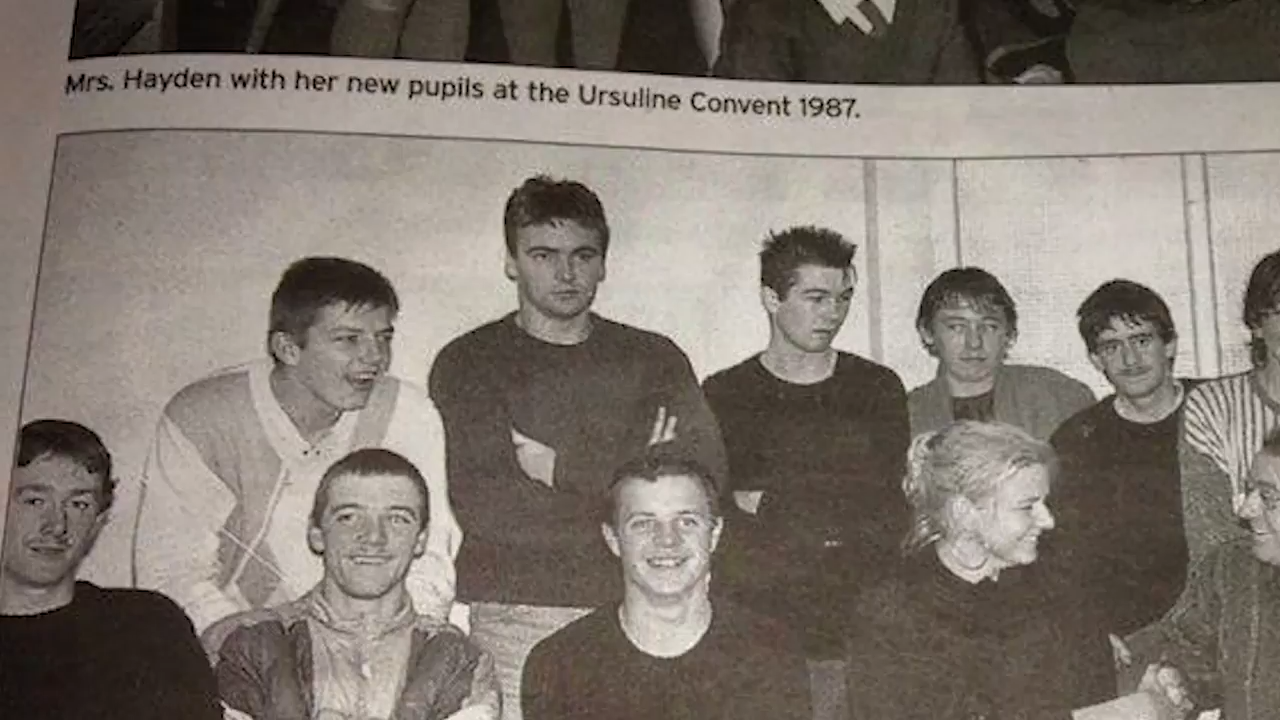 Mrs. Hayden with her new pupils at the Ursuline Convent 1987.